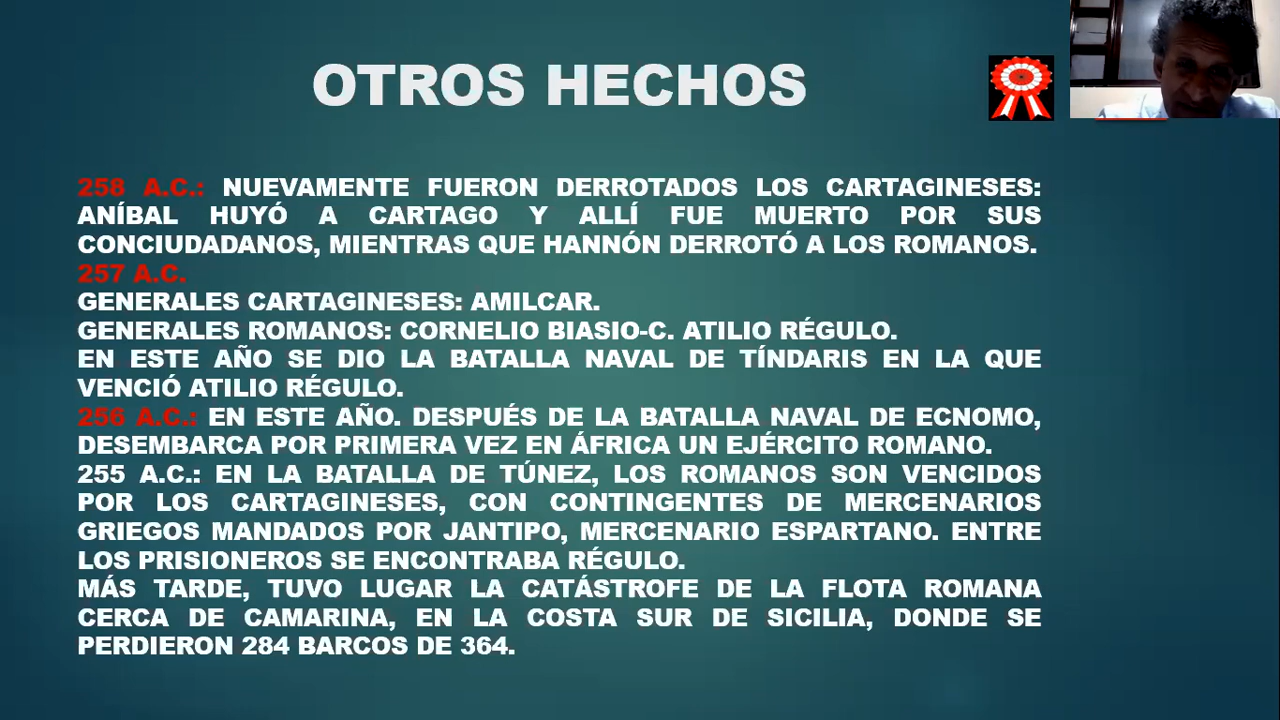 OTROS HECHOS
258 A.C.: NUEVAMENTE FUERON DERROTADOS LOS CARTAGINESES:
ANÍBAL HUYÓ A CARTAGO Y ALLÍ FUE MUERTO POR SUS
CONCIUDADANOS, MIENTRAS QUE HANNÓN DERROTÓ A LOS ROMANOS.
257 A.C.
GENERALES CARTAGINESES: AMILCAR.
GENERALES ROMANOS: CORNELIO BIASIO-C. ATILIO RÉGULO.
EN ESTE AÑO SE DIO LA BATALLA NAVAL DE TÍNDARIS EN LA QUE
VENCIÓ ATILIO RÉGULO.
256 A.C.: EN ESTE AÑO. DESPUÉS DE LA BATALLA NAVAL DE ECNOMO,
DESEMBARCA POR PRIMERA VEZ EN ÁFRICA UN EJÉRCITO ROMANO.
255 A.C.: EN LA BATALLA DE TÚNEZ, LOS ROMANOS SON VENCIDOS
POR LOS CARTAGINESES, CON CONTINGENTES DE MERCENARIOS
GRIEGOS MANDADOS POR JANTIPO, MERCENARIO ESPARTANO. ENTRE
LOS PRISIONEROS SE ENCONTRABA RÉGULO.
MÁS TARDE, TUVO LUGAR LA CATÁSTROFE DE LA FLOTA ROMANA
CERCA DE CAMARINA, EN LA COSTA SUR DE SICILIA, DONDE SE
PERDIERON 284 BARCOS DE 364.